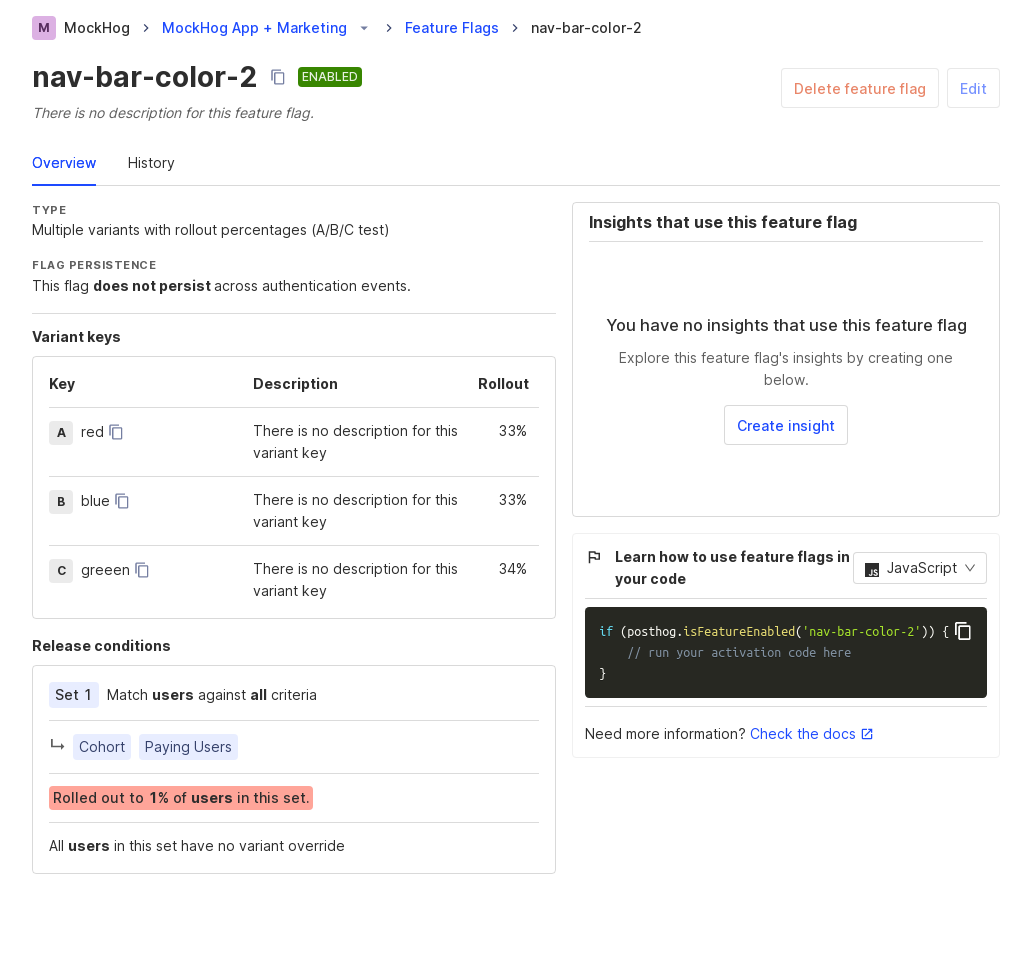 M MockHog MockHog App + Marketing Feature Flags nav-bar-color-2
nav-bar-color-2 ENABLED
Delete feature flag Edit
There is no description for this feature flag.
Overview History
TYPE
Multiple variants with rollout percentages (A/B/C test)
FLAG PERSISTENCE
This flag does not persist across authentication events.
Variant keys
Key Description Rollout
A red There is no description for this 33%
variant key
B blue There is no description for this 33%
variant key
C greeen There is no description for this 34%
variant key
Release conditions
Set 1 Match users against all criteria
Cohort Paying Users
Rolled out to 1% of users in this set.
All users in this set have no variant override
Insights that use this feature flag
You have no insights that use this feature flag
Explore this feature flag's insights by creating one
below.
Create insight
Learn how to use feature flags in
your code
JS JavaScript
if (posthog.isFeatureEnabled('nav-bar-color-2')) {
// run your activation code here
}
Need more information? Check the docs